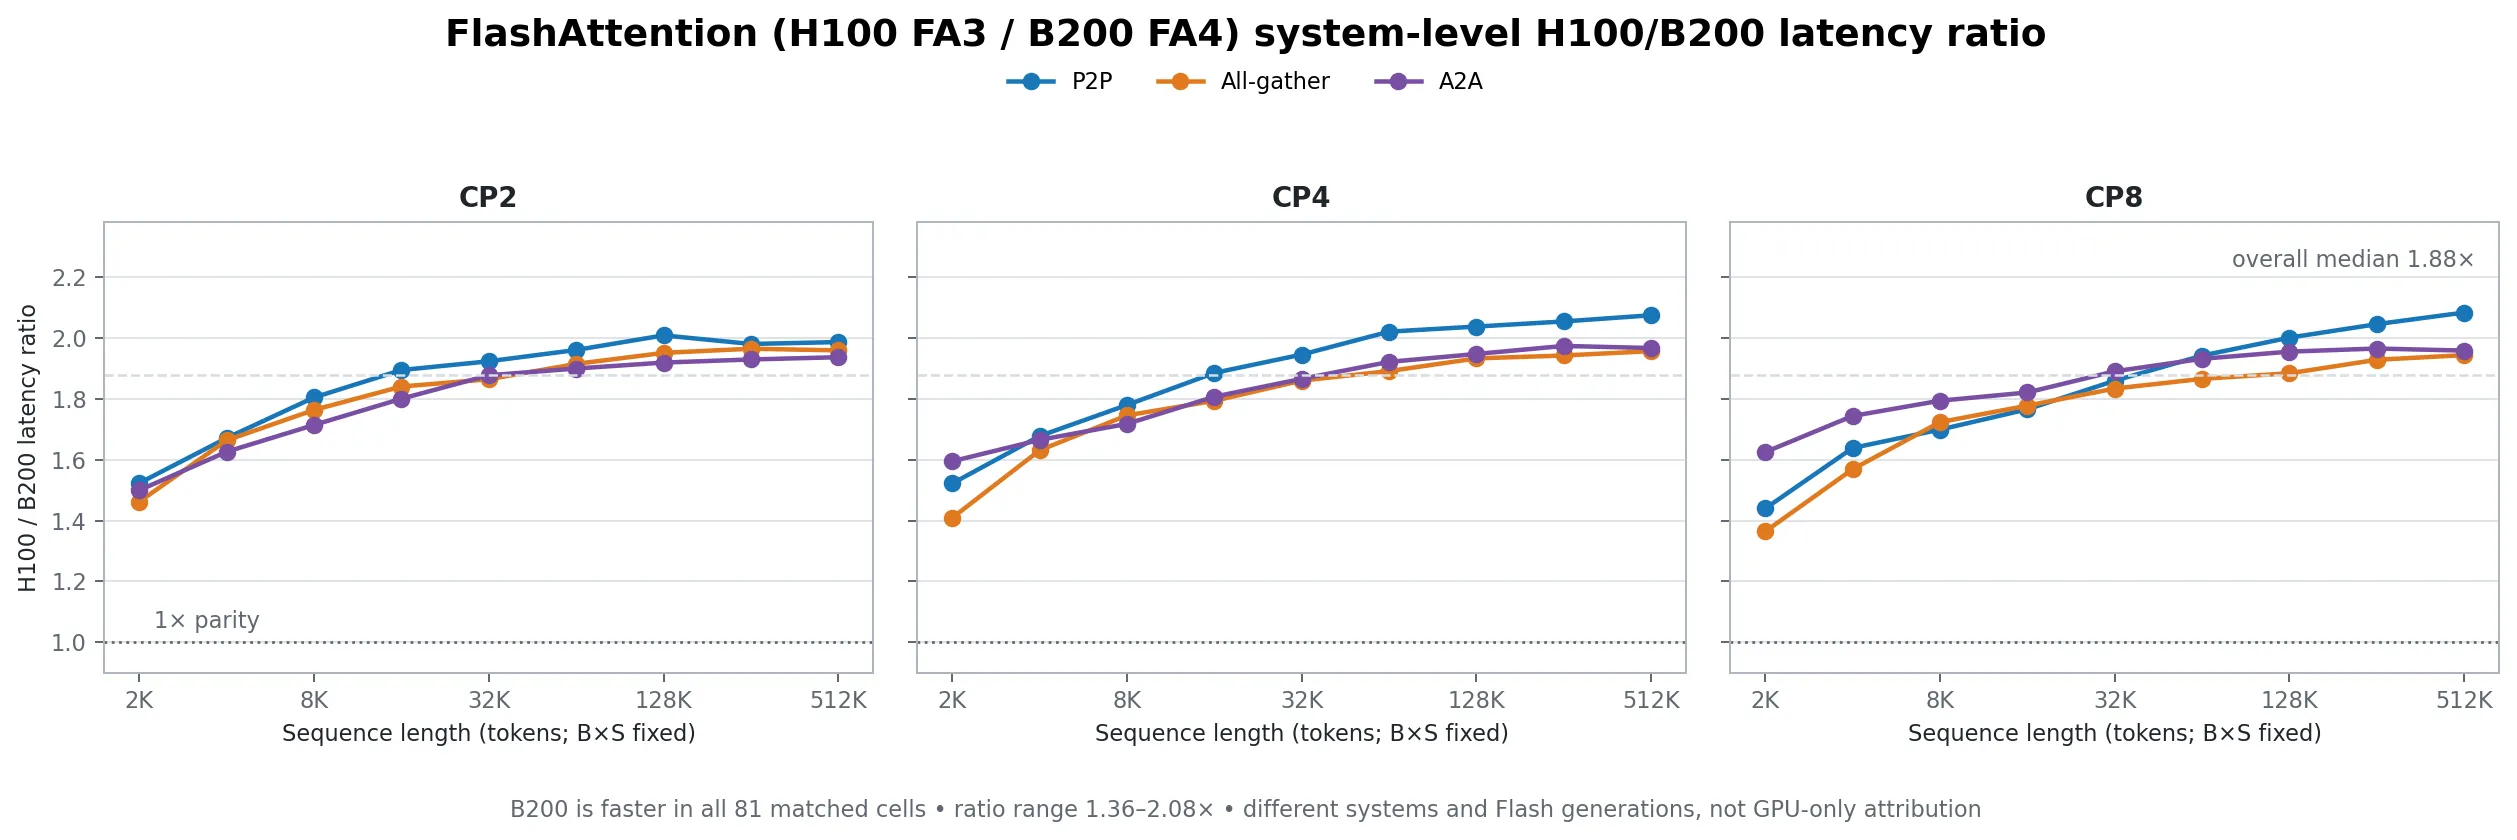 FlashAttention (H100 FA3 / B200 FA4) system-level H100/B200 latency ratio
P2P All-gather A2A
CP2
H100 / B200 latency ratio
2.2
2.0
1.8
1.6
1.4
1.2
1.0
1× parity
2K 8K 32K 128K 512K
Sequence length (tokens; B×S fixed)
CP4
2K 8K 32K 128K 512K
Sequence length (tokens; B×S fixed)
CP8
overall median 1.88×
2K 8K 32K 128K 512K
Sequence length (tokens; B×S fixed)
B200 is faster in all 81 matched cells • ratio range 1.36–2.08× • different systems and Flash generations, not GPU-only attribution